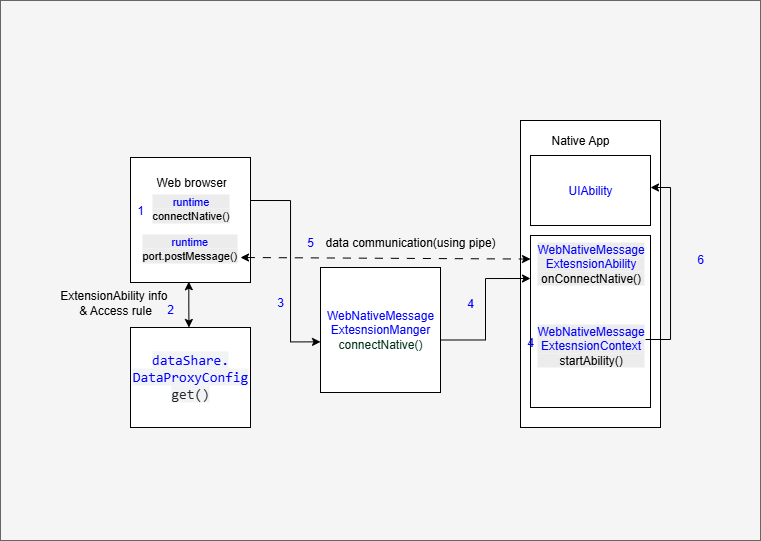 Native App
UIAbility
Web browser
1
runtime
connectNative()
runtime
port.postMessage()
5 data communication(using pipe)
WebNativeMessage
ExtesnsionAbility
onConnectNative()
6
ExtensionAbility info
& Access rule
2
3
4
WebNativeMessage
ExtesnsionManger
connectNative()
4
WebNativeMessage
ExtesnsionContext
startAbility()
dataShare.
DataProxyConfig
get()